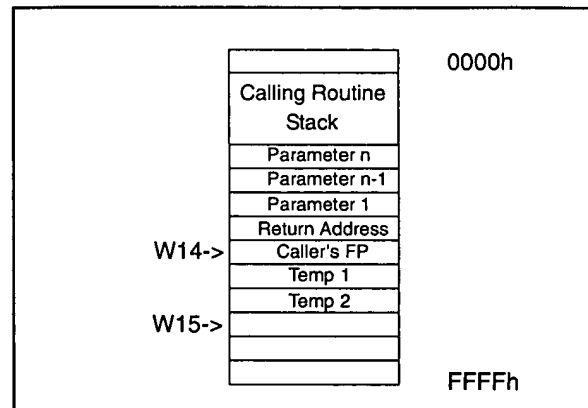 0000h
Calling Routine
Stack
Parameter n
Parameter n-1
Parameter 1
Return Address
W14-> Caller's FP
Temp 1
Temp 2
W15->
FFFFh